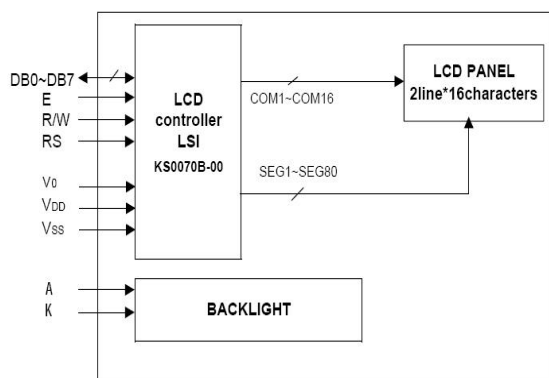 DB0~DB7
E
R/W
RS
V0
VDD
VSS
A
K
LCD
controller
LSI
KS0070B-00
COM1~COM16
SEG1~SEG80
LCD PANEL
2line*16characters
BACKLIGHT